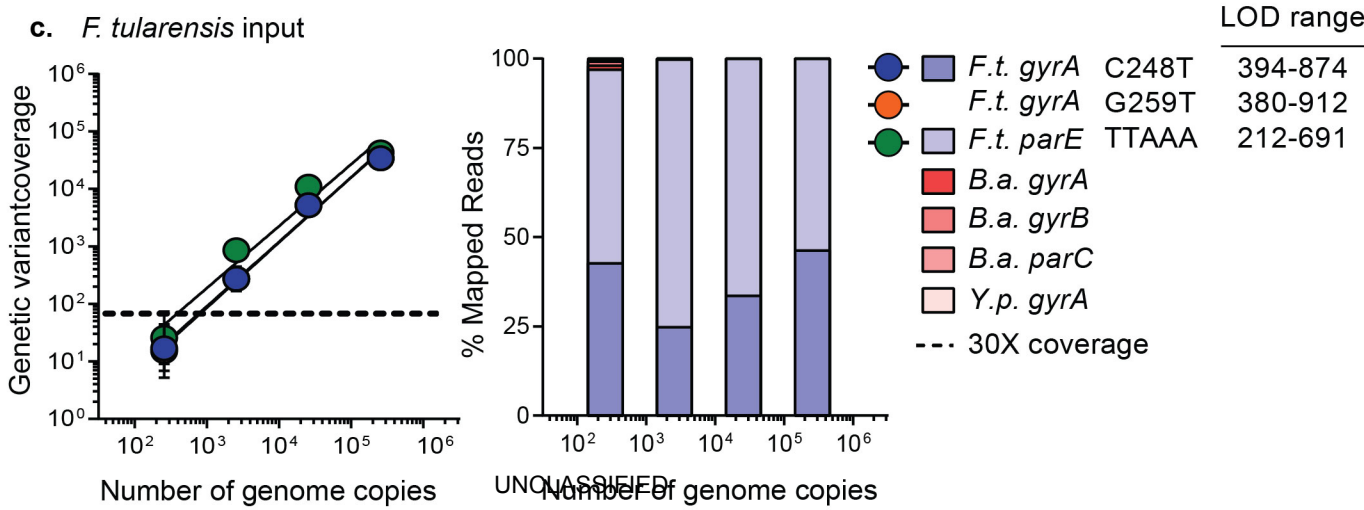 c. F. tularensis input
Genetic variantcoverage
10⁶
10⁵
10⁴
10³
10²
10¹
10⁰
10² 10³ 10⁴ 10⁵ 10⁶
Number of genome copies
% Mapped Reads
100
75
50
25
0
10² 10³ 10⁴ 10⁵ 10⁶
Number of genome copies
UNCLASSIFIED
LOD range
F.t. gyrA C248T 394-874
F.t. gyrA G259T 380-912
F.t. parE TTAAA 212-691
B.a. gyrA
B.a. gyrB
B.a. parC
Y.p. gyrA
30X coverage